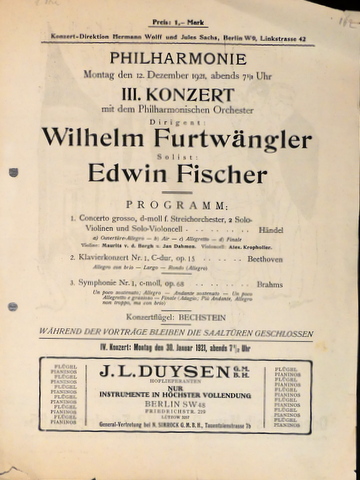 Preis: 1,– Mark
Konzert-Direktion Hermann Wolff und Jules Sachs, Berlin W9, Linkstrasse 42
PHILHARMONIE
Montag den 12. Dezember 1921, abends 7½ Uhr
III. KONZERT
mit dem Philharmonischen Orchester
Dirigent:
Wilhelm Furtwängler
Solist:
Edwin Fischer
PROGRAMM:
1. Concerto grosso, d-moll f. Streichorchester, 2 Solo-
Violinen und Solo-Violoncell . . . . . . . . Händel
a) Ouvertüre-Allegro — b) Air — c) Allegretto — d) Finale
Violine: Maurits v. d. Bergh u. Jan Dahmen. Violoncell: Alex. Kropholler.
2. Klavierkonzert Nr. 1, C-dur, op. 15 . . . . . Beethoven
Allegro con brio — Largo — Rondo (Allegro)
3. Symphonie Nr. 1, c-moll, op. 68 . . . . . . . Brahms
Un poco sostenuto; Allegro — Andante sostenuto — Un poco
Allegretto e grazioso — Finale (Adagio; Più Andante, Allegro
non troppo, ma con brio)
Konzertflügel: BECHSTEIN
WÄHREND DER VORTRÄGE BLEIBEN DIE SAALTÜREN GESCHLOSSEN
IV. Konzert: Montag den 30. Januar 1921, abends 7½ Uhr
FLÜGEL
PIANINOS
FLÜGEL
PIANINOS
FLÜGEL
PIANINOS
FLÜGEL
PIANINOS
FLÜGEL
PIANINOS
J. L. DUYSEN G.M.B.H.
HOFLIEFERANTEN
NUR
INSTRUMENTE IN HÖCHSTER VOLLENDUNG
BERLIN SW 48
FRIEDRICHSTR. 219
General-Vertretung bei N. SIMROCK G. M. B. H., Tauentzienstrasse 7b
FLÜGEL
PIANINOS
FLÜGEL
PIANINOS
FLÜGEL
PIANINOS
FLÜGEL
PIANINOS
FLÜGEL
PIANINOS